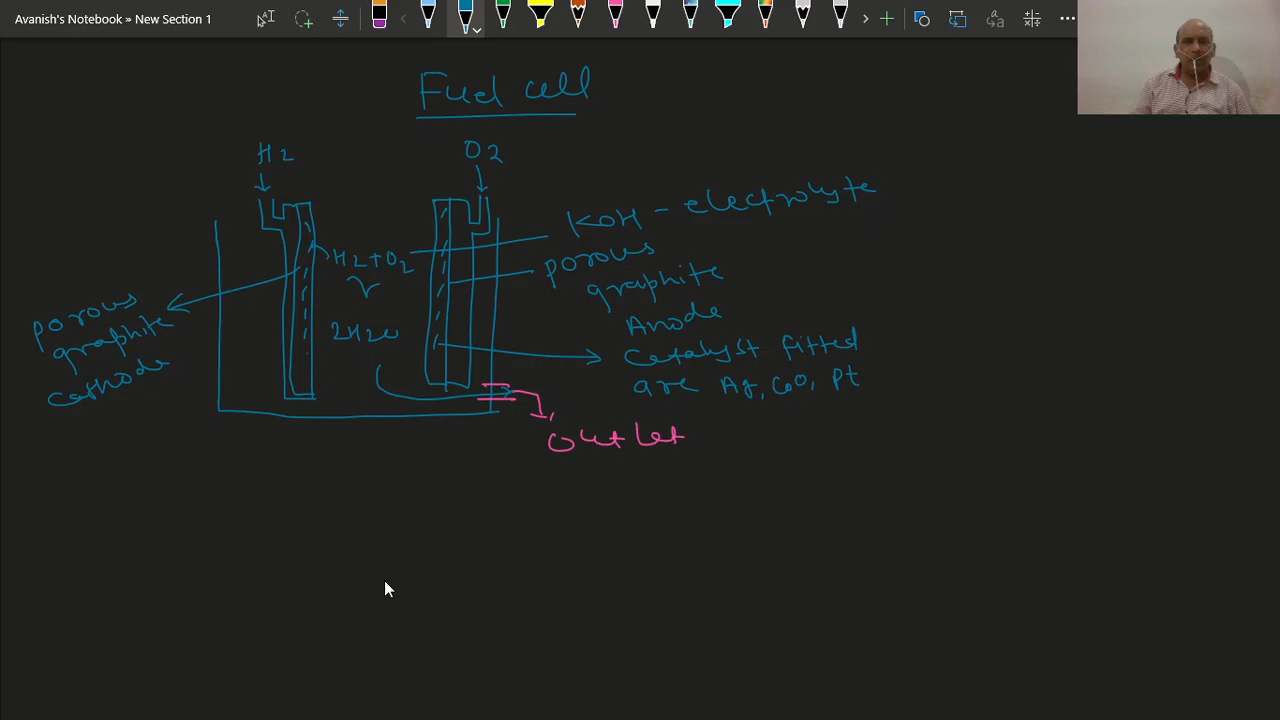 Avanish's Notebook » New Section 1
Fuel cell
H2
O2
KOH - electrolyte
H2+O2
2H2O
porous
graphite
Anode
porous
graphite
cathode
catalyst fitted
are Ag, CoO, Pt
outlet